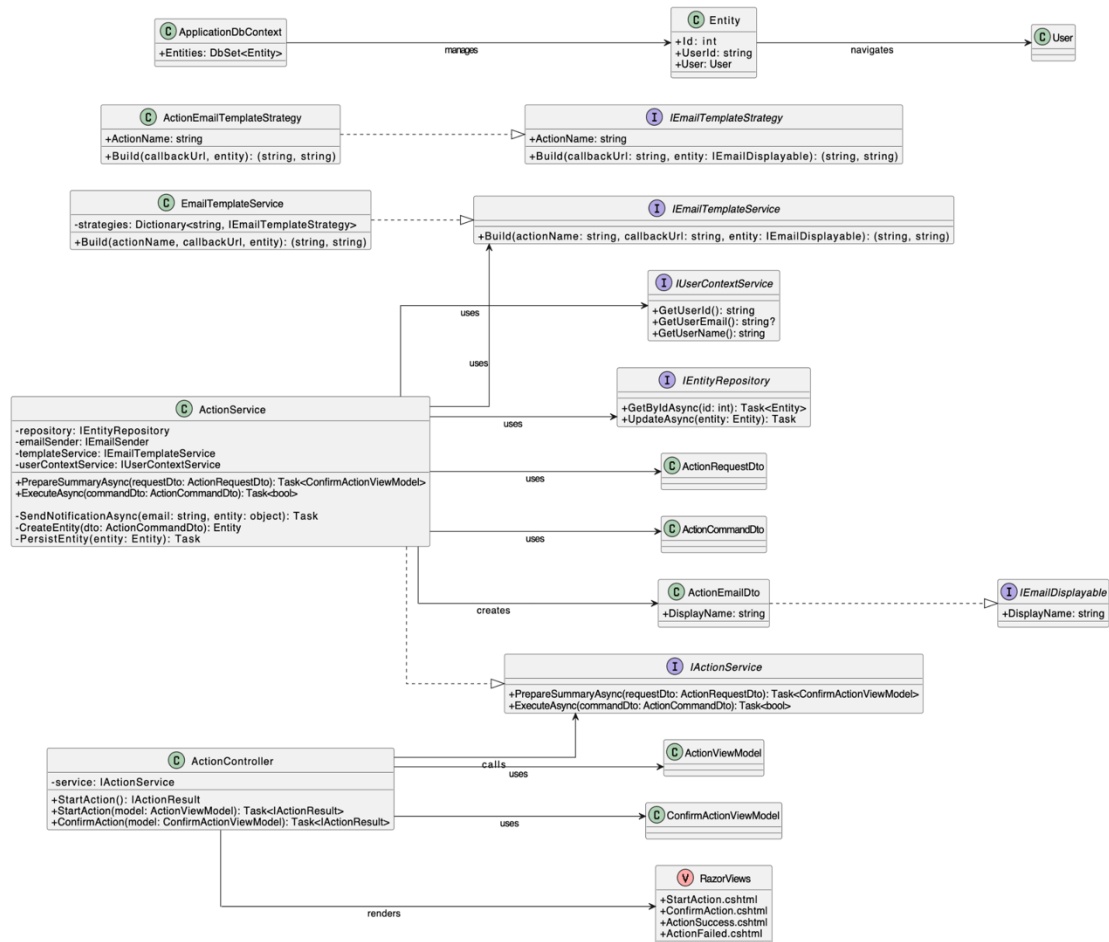 C ApplicationDbContext
+Entities: DbSet<Entity>
manages
C Entity
+Id: int
+UserId: string
+User: User
navigates
C User
C ActionEmailTemplateStrategy
+ActionName: string
+Build(callbackUrl, entity): (string, string)
I IEmailTemplateStrategy
+ActionName: string
+Build(callbackUrl: string, entity: IEmailDisplayable): (string, string)
C EmailTemplateService
-strategies: Dictionary<string, IEmailTemplateStrategy>
+Build(actionName, callbackUrl, entity): (string, string)
I IEmailTemplateService
+Build(actionName: string, callbackUrl: string, entity: IEmailDisplayable): (string, string)
I IUserContextService
+GetUserId(): string
+GetUserEmail(): string?
+GetUserName(): string
uses
uses
I IEntityRepository
+GetByIdAsync(id: int): Task<Entity>
+UpdateAsync(entity: Entity): Task
uses
C ActionService
-repository: IEntityRepository
-emailSender: IEmailSender
-templateService: IEmailTemplateService
-userContextService: IUserContextService
+PrepareSummaryAsync(requestDto: ActionRequestDto): Task<ConfirmActionViewModel>
+ExecuteAsync(commandDto: ActionCommandDto): Task<bool>
-SendNotificationAsync(email: string, entity: object): Task
-CreateEntity(dto: ActionCommandDto): Entity
-PersistEntity(entity: Entity): Task
C ActionRequestDto
uses
C ActionCommandDto
uses
C ActionEmailDto
+DisplayName: string
creates
I IEmailDisplayable
+DisplayName: string
I IActionService
+PrepareSummaryAsync(requestDto: ActionRequestDto): Task<ConfirmActionViewModel>
+ExecuteAsync(commandDto: ActionCommandDto): Task<bool>
C ActionController
-service: IActionService
+StartAction(): IActionResult
+StartAction(model: ActionViewModel): Task<IActionResult>
+ConfirmAction(model: ConfirmActionViewModel): Task<IActionResult>
calls
uses
C ActionViewModel
uses
C ConfirmActionViewModel
renders
V RazorViews
+StartAction.cshtml
+ConfirmAction.cshtml
+ActionSuccess.cshtml
+ActionFailed.cshtml